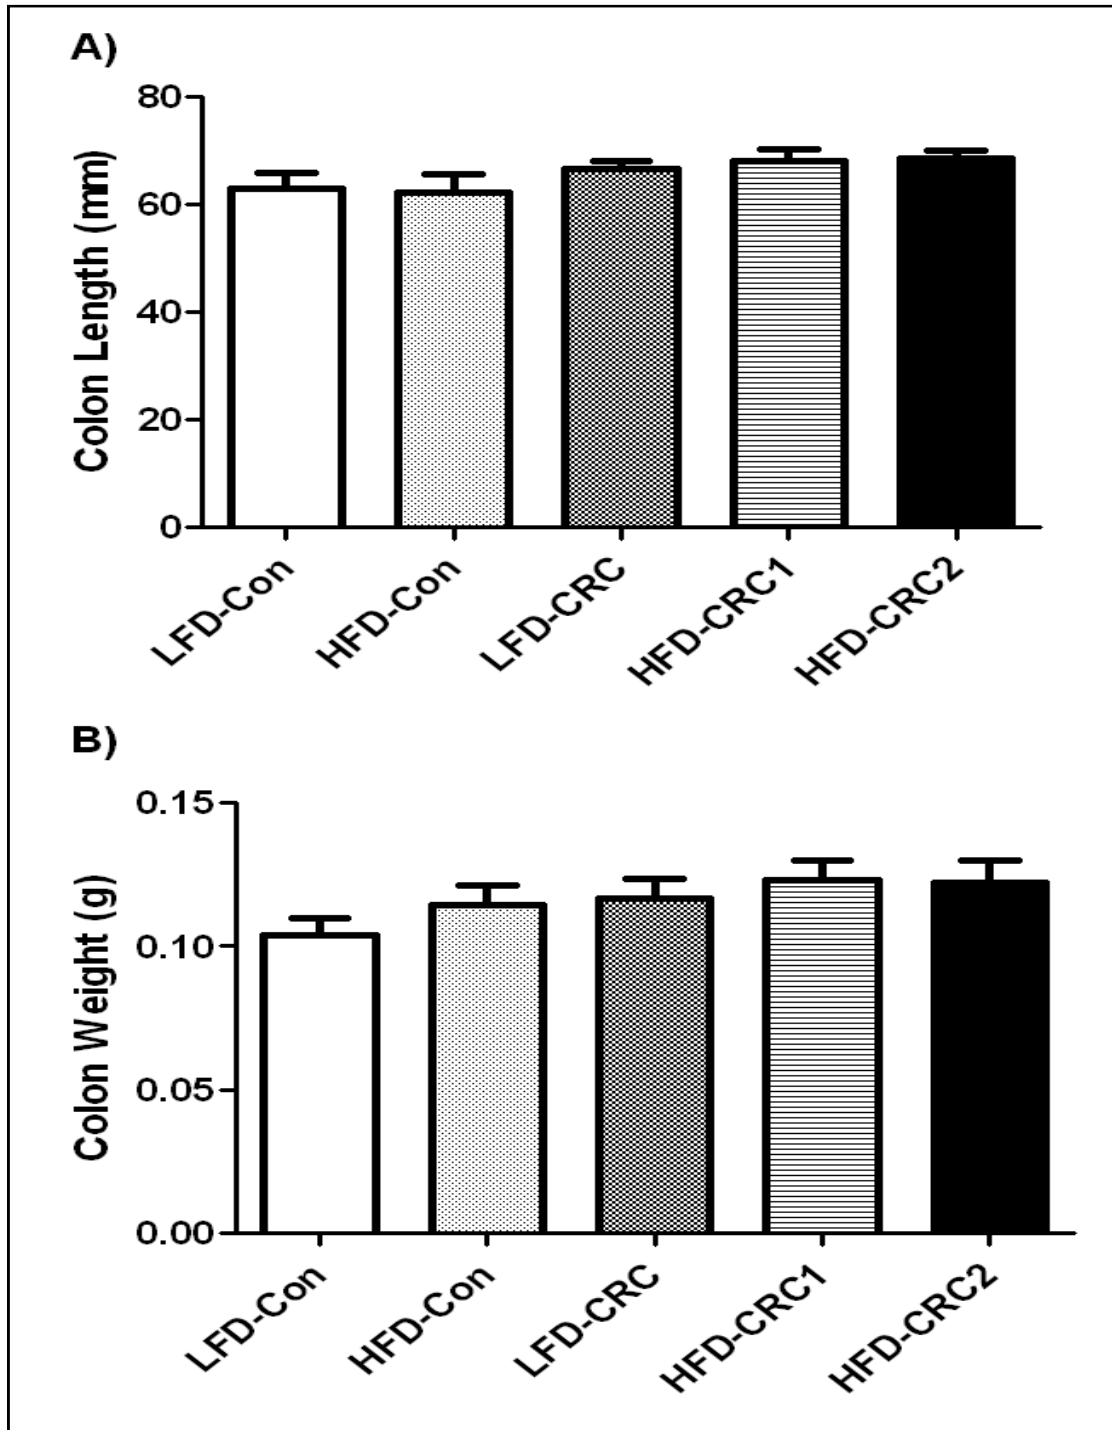 A)
Colon Length (mm)
80
60
40
20
0
LFD-Con
HFD-Con
LFD-CRC
HFD-CRC1
HFD-CRC2
B)
Colon Weight (g)
0.15
0.10
0.05
0.00
LFD-Con
HFD-Con
LFD-CRC
HFD-CRC1
HFD-CRC2